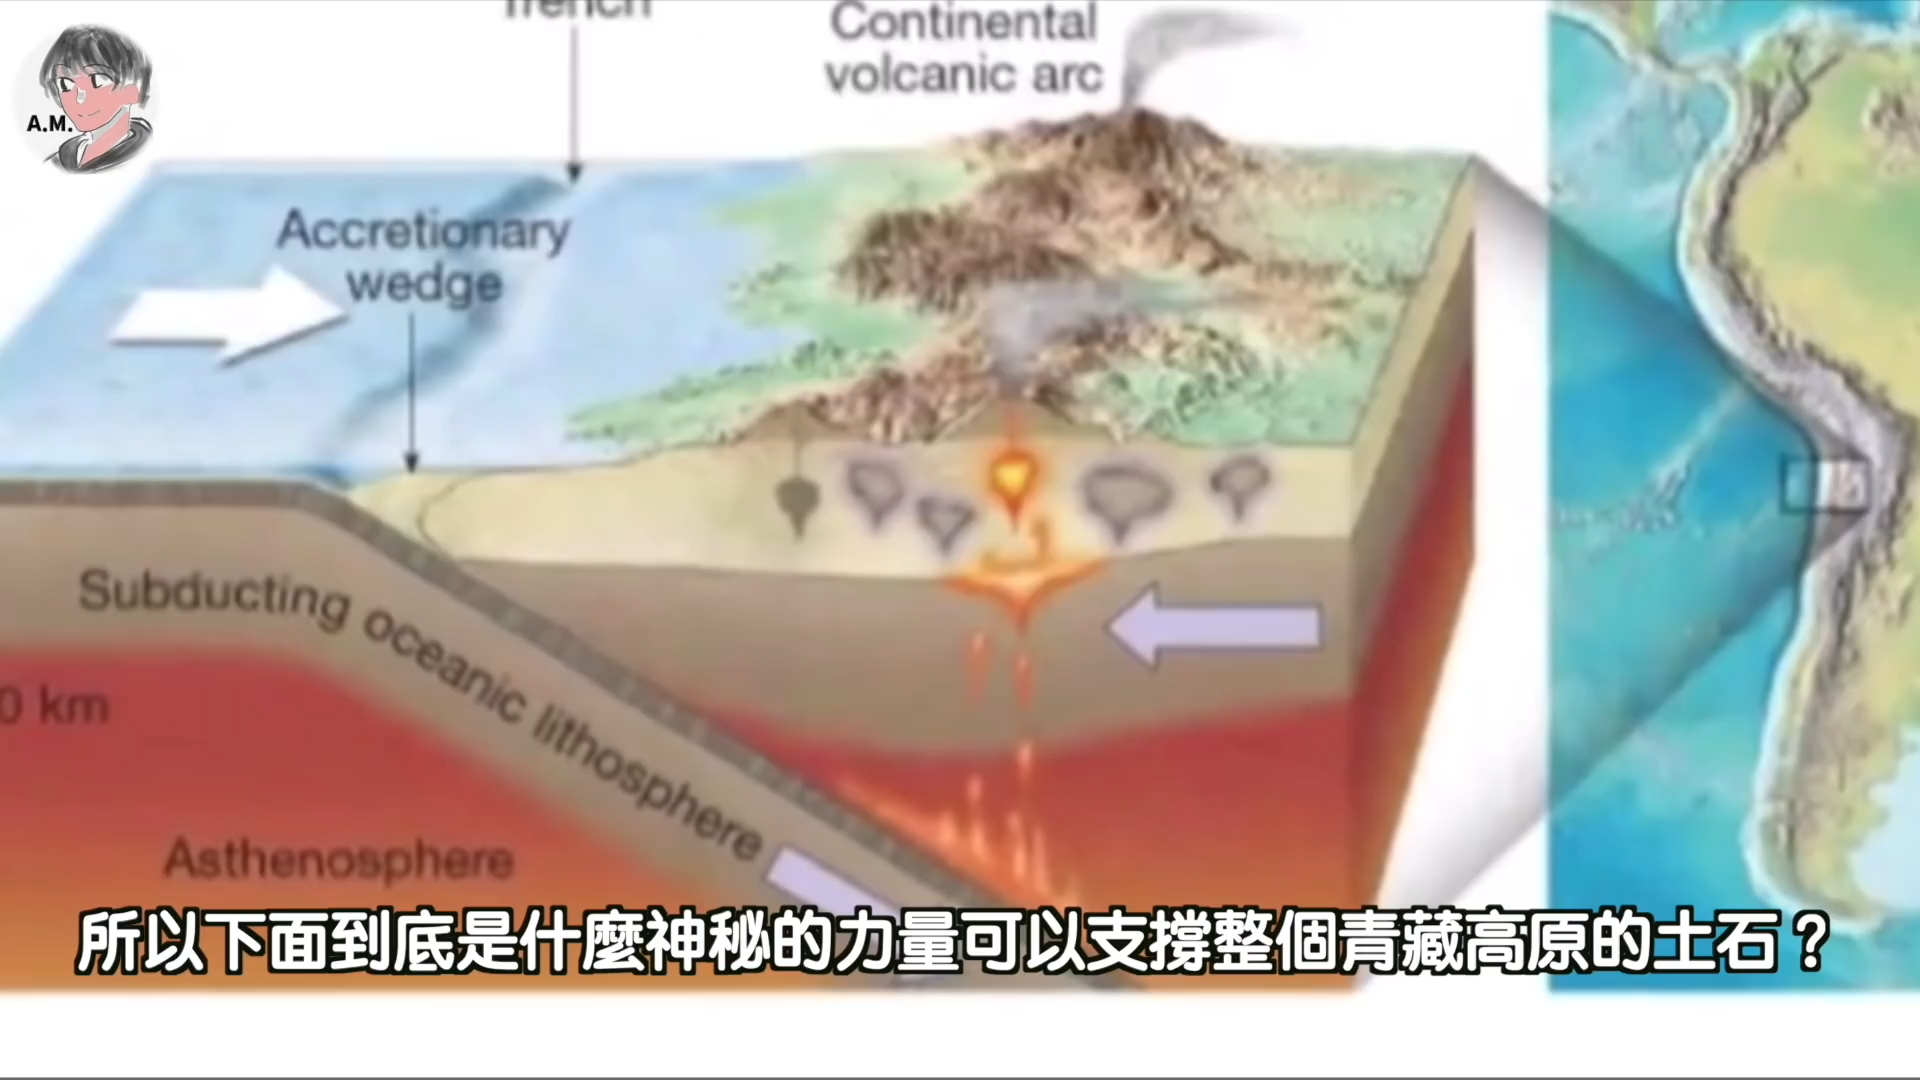 Trench
Continental
volcanic arc
A.M.
Accretionary
wedge
Subducting oceanic lithosphere
0 km
Asthenosphere
所以下面到底是什麼神秘的力量可以支撐整個青藏高原的土石？